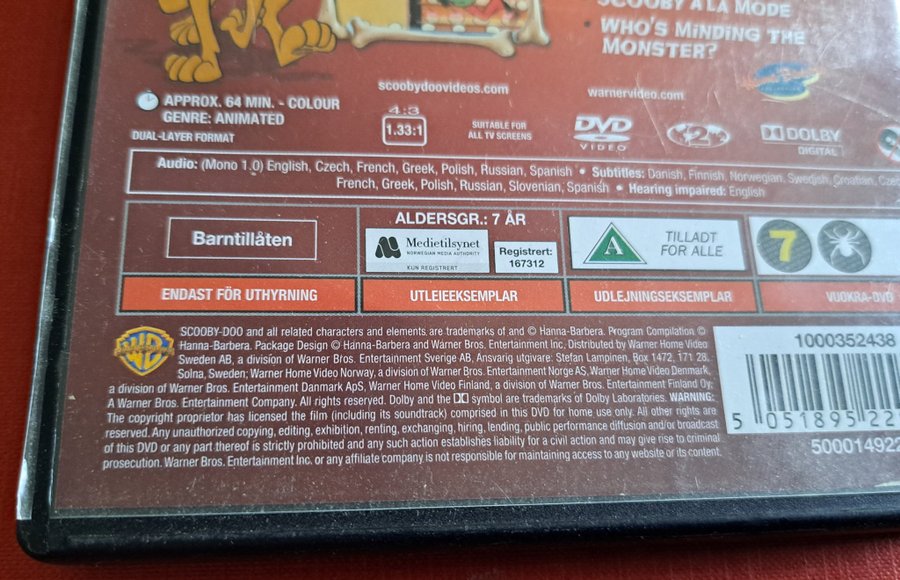 SCOOBY À LA MODE
WHO'S MINDING THE
MONSTER?
scoobydoovideos.com
warnervideo.com
APPROX. 64 MIN. - COLOUR
GENRE: ANIMATED
DUAL-LAYER FORMAT
4:3
1.33:1
SUITABLE FOR
ALL TV SCREENS
DVD
VIDEO
2
DOLBY
DIGITAL
Audio: (Mono 1.0) English, Czech, French, Greek, Polish, Russian, Spanish • Subtitles: Danish, Finnish, Norwegian, Swedish, Croatian,
French, Greek, Polish, Russian, Slovenian, Spanish • Hearing impaired: English
Barntillåten
ENDAST FÖR UTHYRNING
ALDERSGR.: 7 ÅR
Medietilsynet
NORWEGIAN MEDIA AUTHORITY
KUN REGISTRERT
Registrert:
167312
UTLEIEEKSEMPLAR
A
TILLADT
FOR ALLE
UDLEJNINGSEKSEMPLAR
7
VUOKRA-DVD
WB
SCOOBY-DOO and all related characters and elements are trademarks of and © Hanna-Barbera. Program Compilation ©
Hanna-Barbera. Package Design © Hanna-Barbera and Warner Bros. Entertainment Inc. Distributed by Warner Home Video
Sweden AB, a division of Warner Bros. Entertainment Sverige AB, Ansvarig utgivare: Stefan Lampinen, Box 1472, 171 28,
Solna, Sweden; Warner Home Video Norway, a division of Warner Bros. Entertainment Norge AS, Warner Home Video Denmark,
a division of Warner Bros. Entertainment Danmark ApS, Warner Home Video Finland, a division of Warner Bros. Entertainment Finland Oy;
A Warner Bros. Entertainment Company. All rights reserved. Dolby and the DD symbol are trademarks of Dolby Laboratories. WARNING:
The copyright proprietor has licensed the film (including its soundtrack) comprised in this DVD for home use only. All other rights are
reserved. Any unauthorized copying, editing, exhibition, renting, exchanging, hiring, lending, public performance diffusion and/or broadcast
of this DVD or any part thereof is strictly prohibited and any such action establishes liability for a civil action and may give rise to criminal
prosecution. Warner Bros. Entertainment Inc. or any affiliate company is not responsible for maintaining access to any website or its content.
1000352438
5 051895 22
50001492